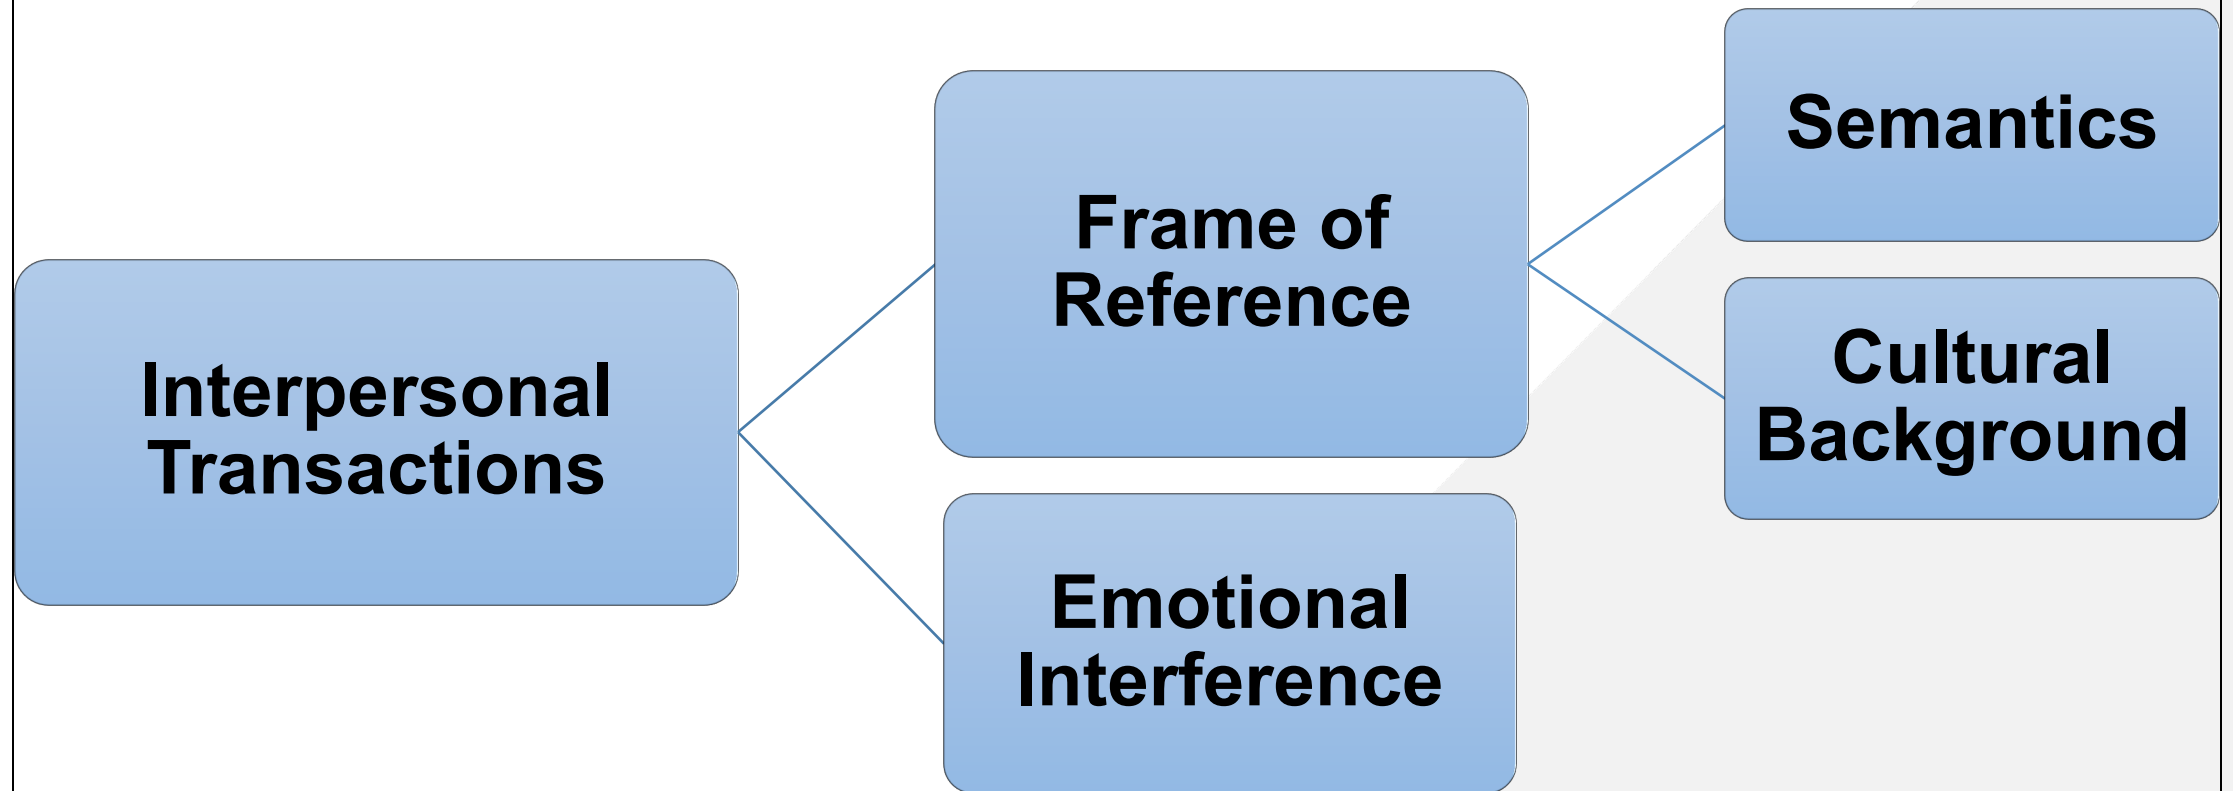 Interpersonal
Transactions
Frame of
Reference
Emotional
Interference
Semantics
Cultural
Background